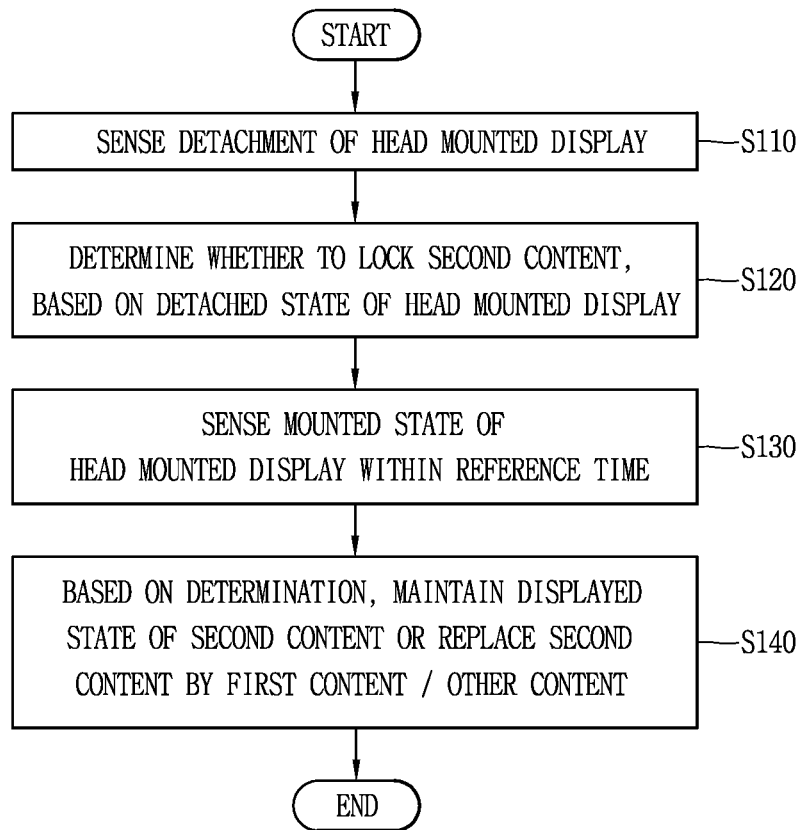 START
SENSE DETACHMENT OF HEAD MOUNTED DISPLAY
S110
DETERMINE WHETHER TO LOCK SECOND CONTENT,
BASED ON DETACHED STATE OF HEAD MOUNTED DISPLAY
S120
SENSE MOUNTED STATE OF
HEAD MOUNTED DISPLAY WITHIN REFERENCE TIME
S130
BASED ON DETERMINATION, MAINTAIN DISPLAYED
STATE OF SECOND CONTENT OR REPLACE SECOND
CONTENT BY FIRST CONTENT / OTHER CONTENT
S140
END